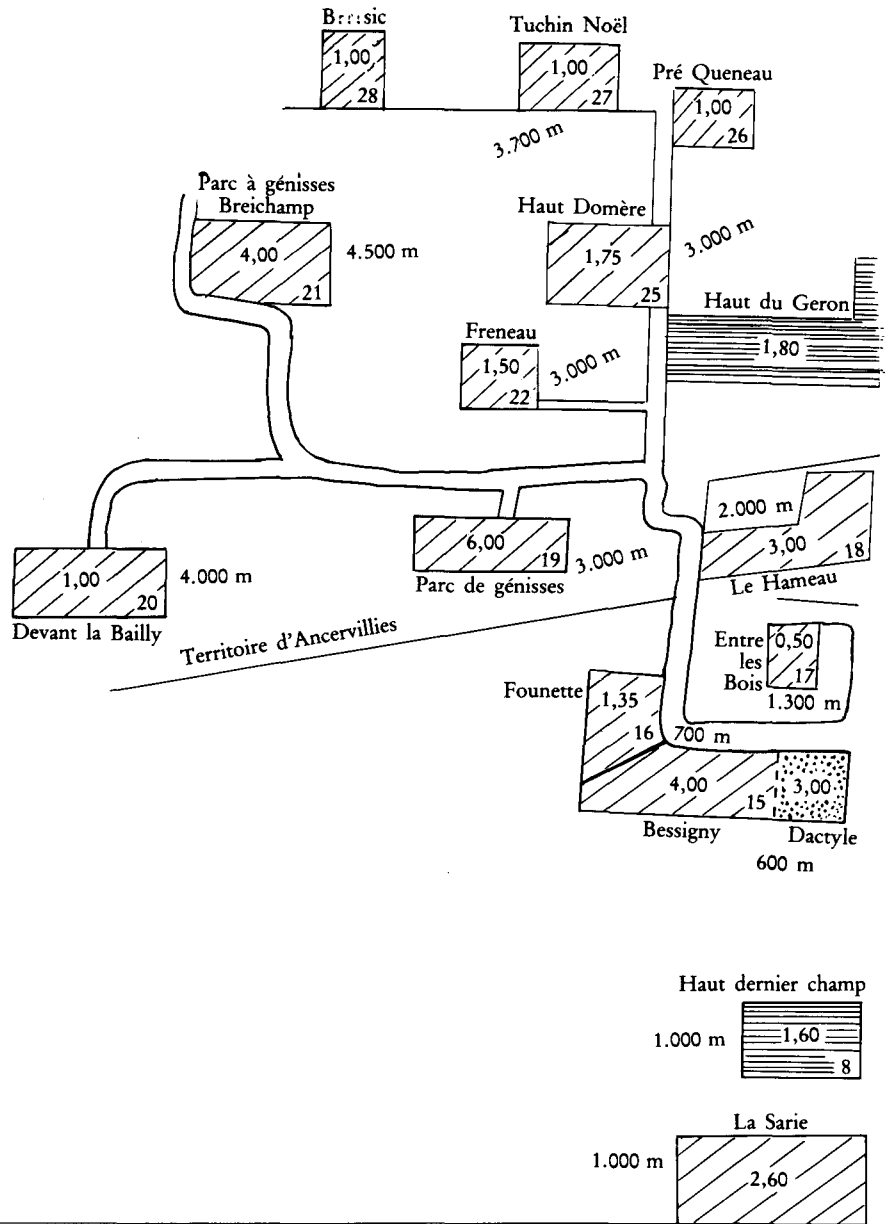 Tuchin Noël
1,00
28
1,00
27
Pré Queneau
1,00
26
3.700 m
Parc à génisses
Breichamp
4,00
21
4.500 m
Haut Domère
1,75
25
3.000 m
Haut du Geron
1,80
Freneau
1,50
22
3.000 m
2.000 m
3,00
18
Le Hameau
6,00
19
Parc de génisses
3.000 m
1,00
20
Devant la Bailly
4.000 m
Territoire d'Ancervillies
Entre
les
Bois
0,50
17
1.300 m
Founette
1,35
16
700 m
4,00
15
3,00
Bessigny
Dactyle
600 m
Haut dernier champ
1.000 m
1,60
8
La Sarie
1.000 m
2,60